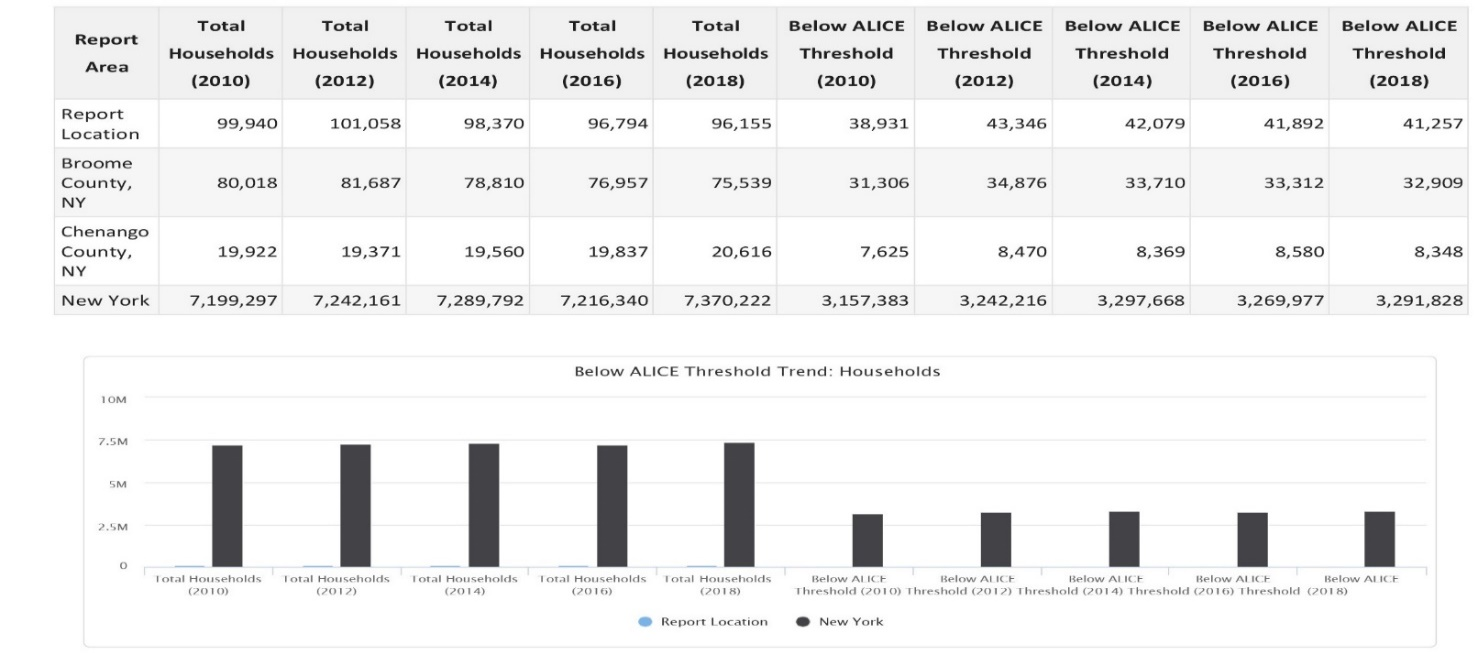 Report Area Total Households (2010) Total Households (2012) Total Households (2014) Total Households (2016) Total Households (2018) Below ALICE Threshold (2010) Below ALICE Threshold (2012) Below ALICE Threshold (2014) Below ALICE Threshold (2016) Below ALICE Threshold (2018)
Report Location 99,940 101,058 98,370 96,794 96,155 38,931 43,346 42,079 41,892 41,257
Broome County, NY 80,018 81,687 78,810 76,957 75,539 31,306 34,876 33,710 33,312 32,909
Chenango County, NY 19,922 19,371 19,560 19,837 20,616 7,625 8,470 8,369 8,580 8,348
New York 7,199,297 7,242,161 7,289,792 7,216,340 7,370,222 3,157,383 3,242,216 3,297,668 3,269,977 3,291,828
Below ALICE Threshold Trend: Households
10M
7.5M
5M
2.5M
0
Total Households Total Households Total Households Total Households Total Households Below ALICE Below ALICE Below ALICE Below ALICE Below ALICE
(2010) (2012) (2014) (2016) (2018) Threshold (2010) Threshold (2012) Threshold (2014) Threshold (2016) Threshold (2018)
Report Location New York